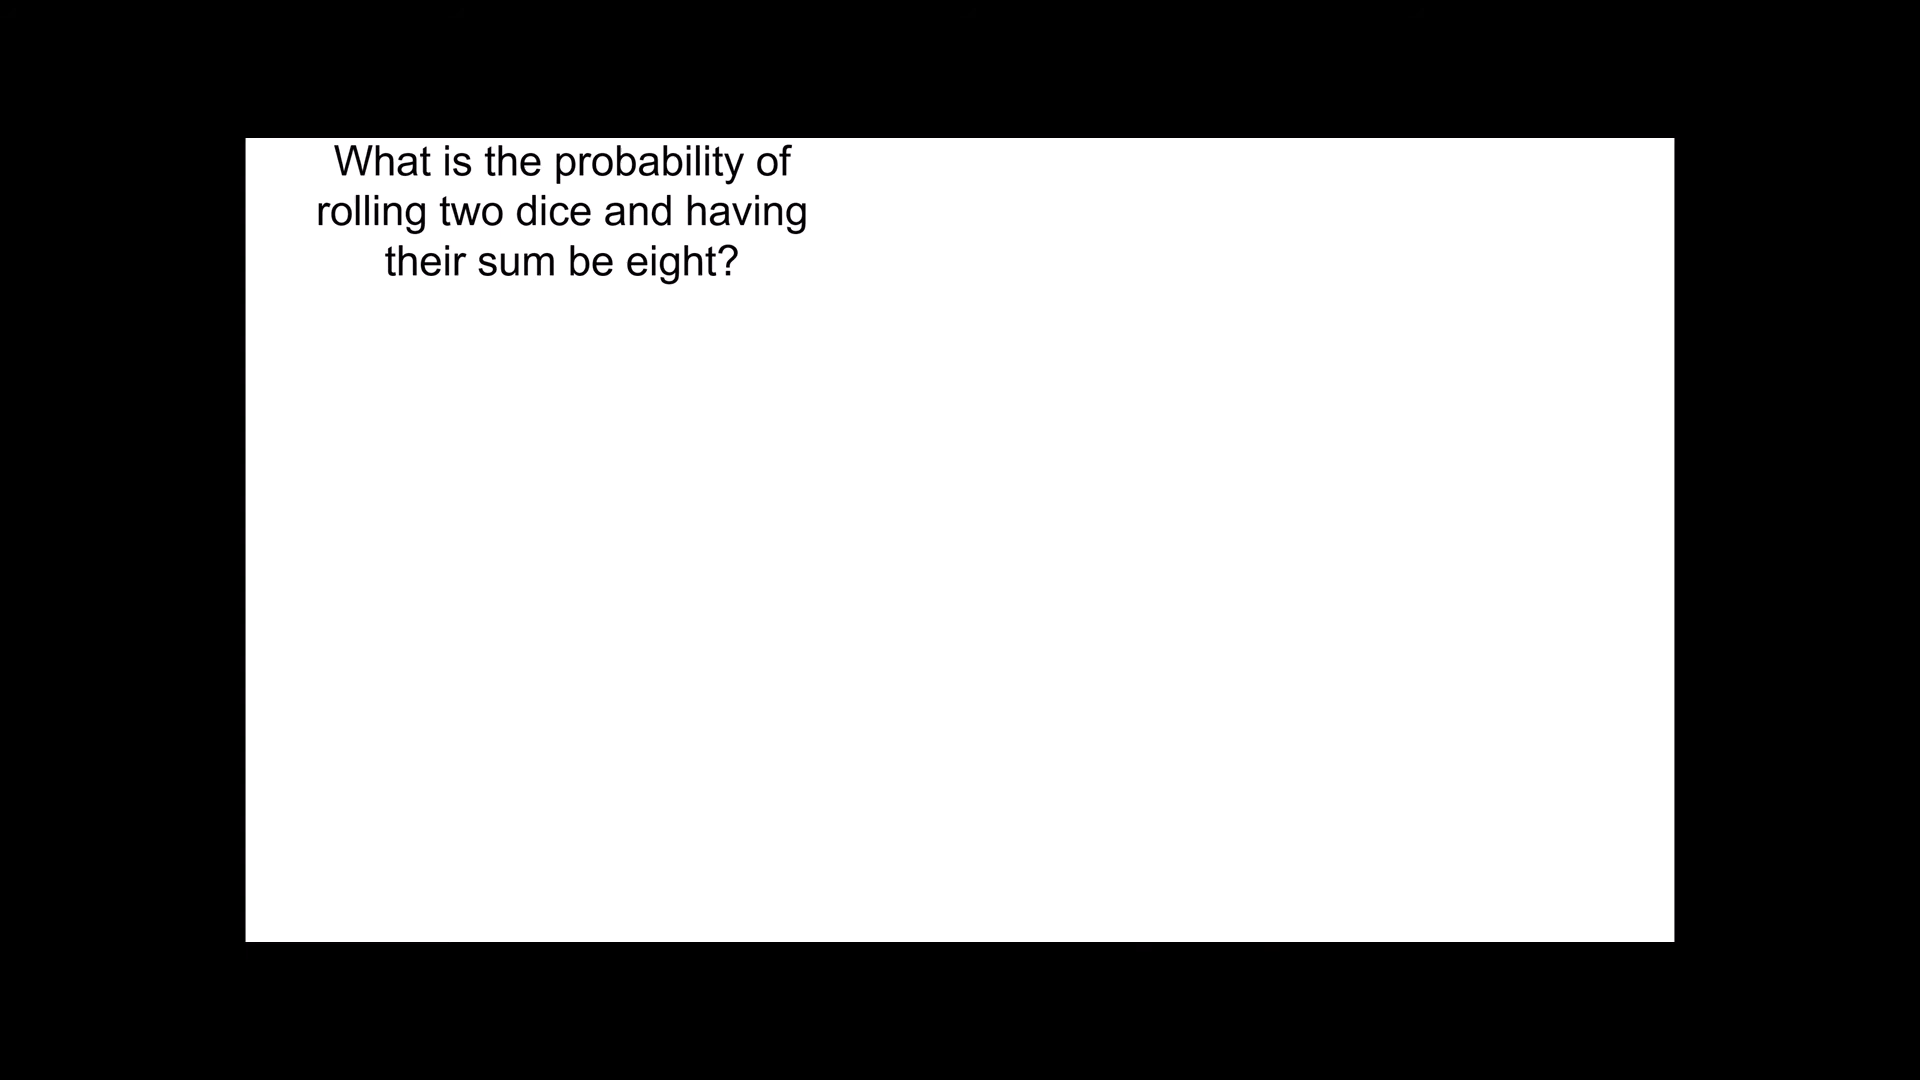 What is the probability of
rolling two dice and having
their sum be eight?